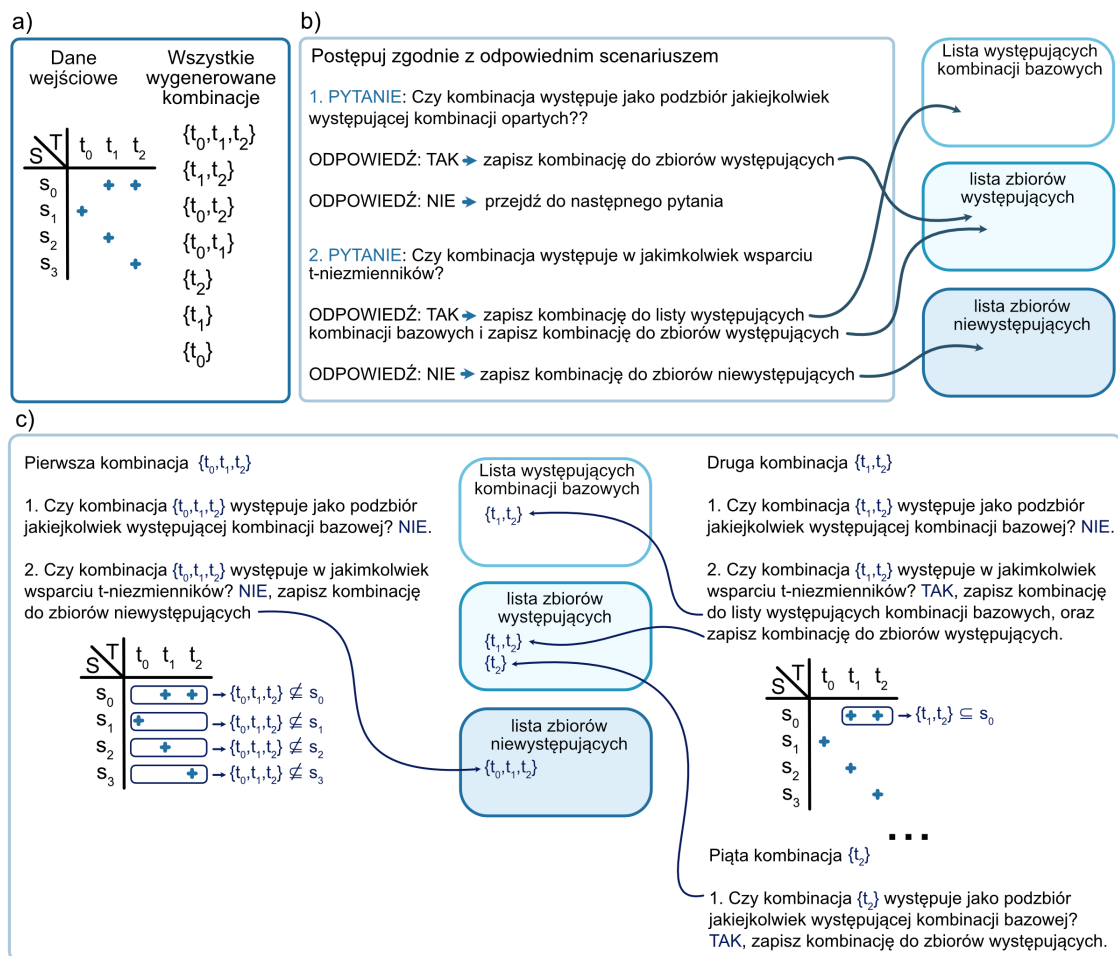 a)
Dane
wejściowe
Wszystkie
wygenerowane
kombinacje
S T t0 t1 t2
s0
s1
s2
s3
{t0,t1,t2}
{t1,t2}
{t0,t2}
{t0,t1}
{t2}
{t1}
{t0}
b)
Postępuj zgodnie z odpowiednim scenariuszem
1. PYTANIE: Czy kombinacja występuje jako podzbiór jakiejkolwiek
występującej kombinacji opartych??
ODPOWIEDŹ: TAK → zapisz kombinację do zbiorów występujących
ODPOWIEDŹ: NIE → przejdź do następnego pytania
2. PYTANIE: Czy kombinacja występuje w jakimkolwiek wsparciu
t-niezmienników?
ODPOWIEDŹ: TAK → zapisz kombinację do listy występujących
kombinacji bazowych i zapisz kombinację do zbiorów występujących
ODPOWIEDŹ: NIE → zapisz kombinację do zbiorów niewystępujących
Lista występujących
kombinacji bazowych
lista zbiorów
występujących
lista zbiorów
niewystępujących
c)
Pierwsza kombinacja {t0,t1,t2}
1. Czy kombinacja {t0,t1,t2} występuje jako podzbiór
jakiejkolwiek występującej kombinacji bazowej? NIE.
2. Czy kombinacja {t0,t1,t2} występuje w jakimkolwiek
wsparciu t-niezmienników? NIE, zapisz kombinację
do zbiorów niewystępujących
S T t0 t1 t2
s0 → {t0,t1,t2} ⊈ s0
s1 → {t0,t1,t2} ⊈ s1
s2 → {t0,t1,t2} ⊈ s2
s3 → {t0,t1,t2} ⊈ s3
Lista występujących
kombinacji bazowych
{t1,t2}
lista zbiorów
występujących
{t1,t2}
{t2}
lista zbiorów
niewystępujących
{t0,t1,t2}
Druga kombinacja {t1,t2}
1. Czy kombinacja {t1,t2} występuje jako podzbiór
jakiejkolwiek występującej kombinacji bazowej? NIE.
2. Czy kombinacja {t1,t2} występuje w jakimkolwiek
wsparciu t-niezmienników? TAK, zapisz kombinację
do listy występujących kombinacji bazowych, oraz
zapisz kombinację do zbiorów występujących.
S T t0 t1 t2
s0 → {t1,t2} ⊆ s0
s1
s2
s3
...
Piąta kombinacja {t2}
1. Czy kombinacja {t2} występuje jako podzbiór
jakiejkolwiek występującej kombinacji bazowej?
TAK, zapisz kombinację do zbiorów występujących.